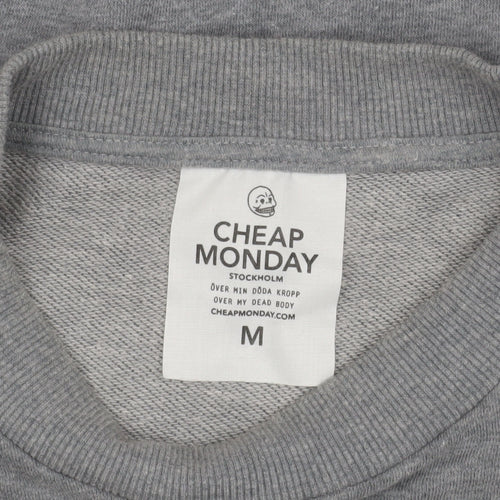 CHEAP
MONDAY
STOCKHOLM
ÖVER MIN DÖDA KROPP
OVER MY DEAD BODY
CHEAPMONDAY.COM
M